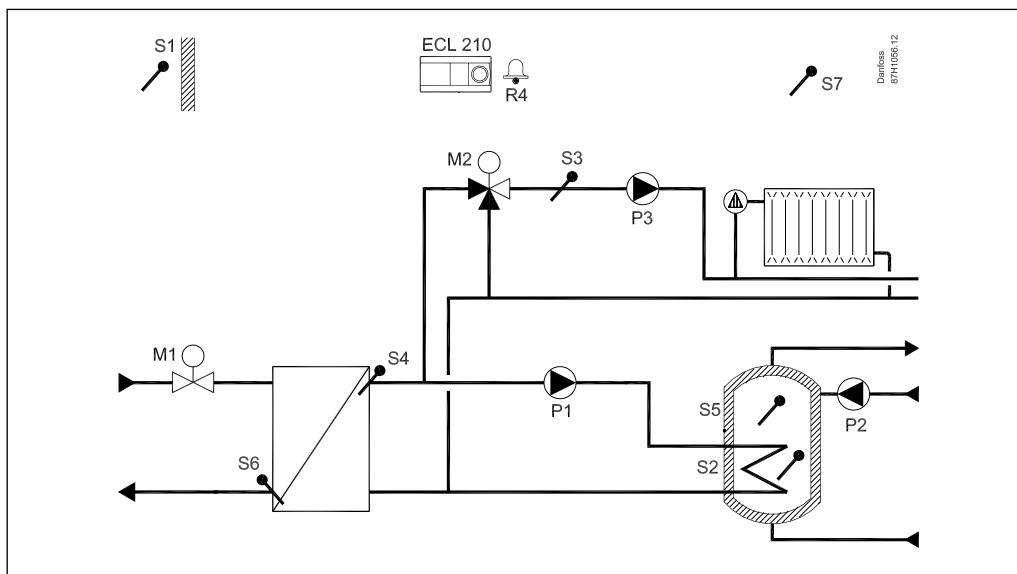 S1
ECL 210
R4
S7
Danfoss
87H1056.12
M2
S3
P3
M1
S4
P1
S5
P2
S2
S6